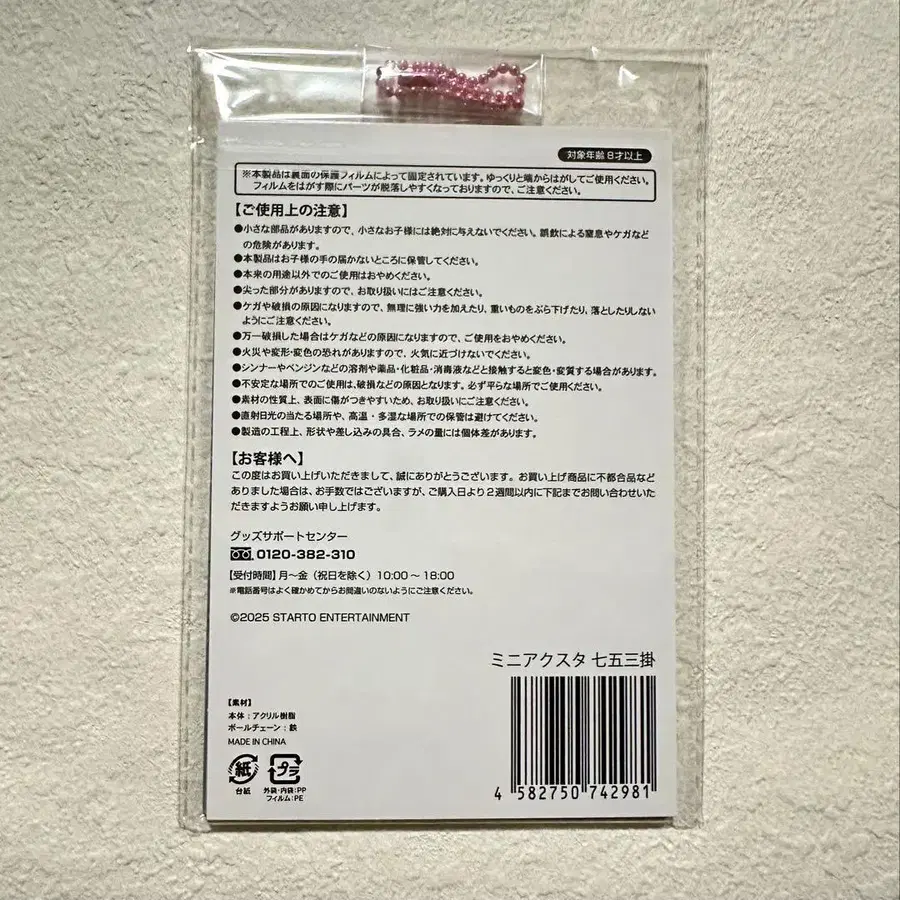 対象年齢 8才以上
※本製品は裏面の保護フィルムによって固定されています。ゆっくりと端からはがしてご使用ください。
フィルムをはがす際にパーツが脱落しやすくなっておりますので、ご注意ください。
【ご使用上の注意】
●小さな部品がありますので、小さなお子様には絶対に与えないでください。誤飲による窒息やケガなど
の危険があります。
●本製品はお子様の手の届かないところに保管してください。
●本来の用途以外でのご使用はおやめください。
●尖った部分がありますので、お取り扱いにはご注意ください。
●ケガや破損の原因になりますので、無理に強い力を加えたり、重いものをぶら下げたり、落としたりしない
ようにご注意ください。
●万一破損した場合はケガなどの原因になりますので、ご使用をおやめください。
●火災や変形・変色の恐れがありますので、火気に近づけないでください。
●シンナーやベンジンなどの溶剤や薬品・化粧品・消毒液などと接触すると変色・変質する場合があります。
●不安定な場所でのご使用は、破損などの原因となります。必ず平らな場所でご使用ください。
●素材の性質上、表面に傷がつきやすいため、お取り扱いにご注意ください。
●直射日光の当たる場所や、高温・多湿な場所での保管は避けてください。
●製造の工程上、形状や差し込みの具合、ラメの量には個体差があります。
【お客様へ】
この度はお買い上げいただきまして、誠にありがとうございます。お買い上げ商品に不都合品など
ありました場合は、お手数ではございますが、ご購入日より2週間以内に下記までお問い合わせいた
だきますようお願い申し上げます。
グッズサポートセンター
0120-382-310
【受付時間】月〜金（祝日を除く）10:00〜18:00
※電話番号はよく確かめてからお間違いのないようにご注意ください。
©2025 STARTO ENTERTAINMENT
ミニアクスタ 七五三掛
【素材】
本体：アクリル樹脂
ボールチェーン：鉄
MADE IN CHINA
紙 プラ
台紙 外袋・内袋:PP
フィルム:PE
4 582750 742981